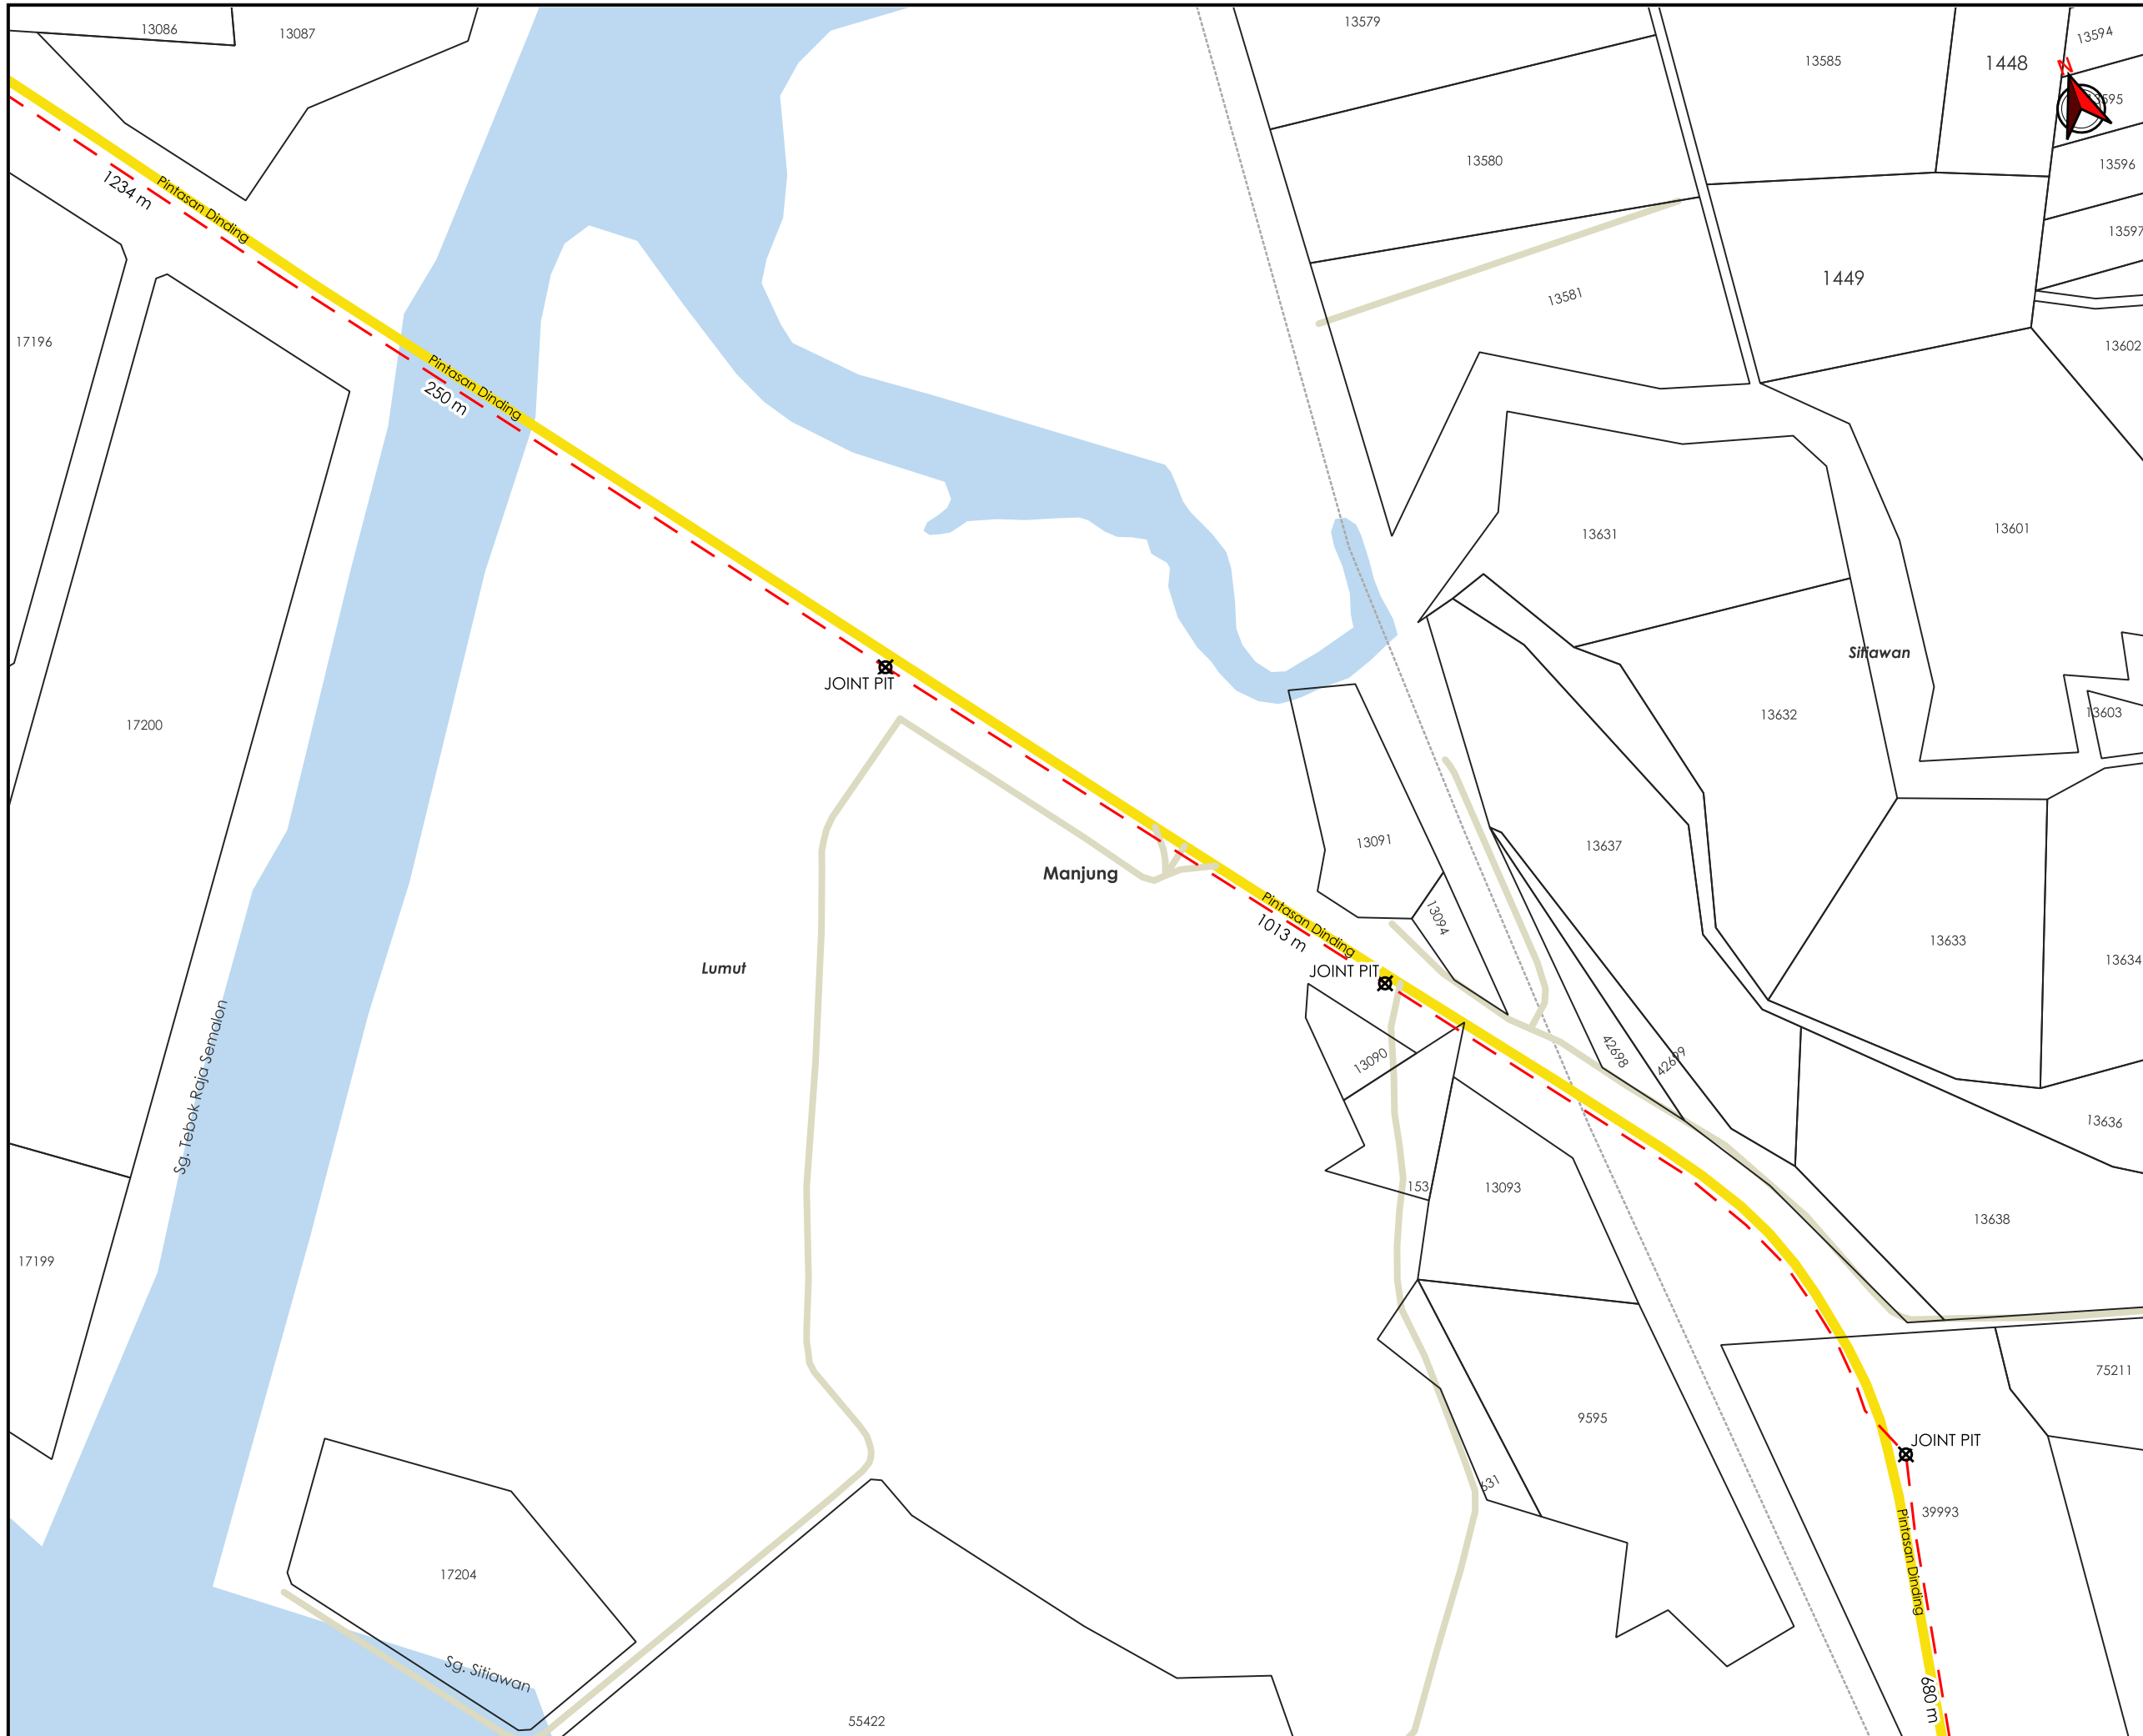 13086
13087
13579
13594
13585
1448
N
13595
13580
13596
1234 m
Pintasan Dinding
13597
1449
13581
17196
13602
Pintasan Dinding
250 m
13631
13601
Sitiawan
JOINT PIT
13632
13603
17200
13091
13637
Manjung
Pintasan Dinding
1013 m
13094
13633
13634
Lumut
JOINT PIT
Sg. Tebok Raja Semalon
13090
42698
42699
13636
153
13093
13638
17199
75211
9595
JOINT PIT
631
39993
Pintasan Dinding
17204
Sg. Sitiawan
680 m
55422